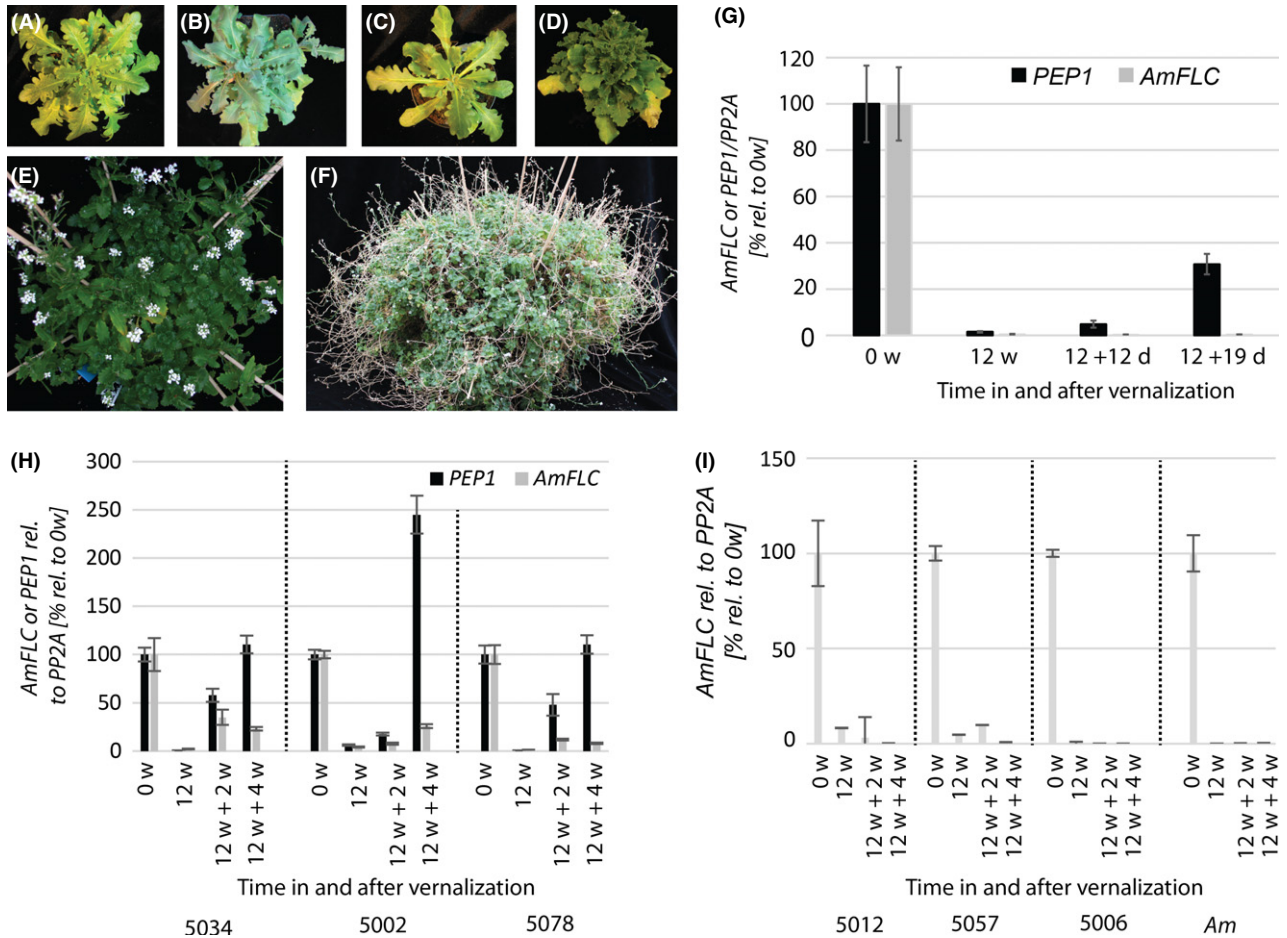 (A)
(B)
(C)
(D)
(E)
(F)
(G)
AmFLC or PEP1/PP2A
[% rel. to 0w]
120
100
80
60
40
20
0
PEP1
AmFLC
0 w
12 w
12 +12 d
12 +19 d
Time in and after vernalization
(H)
AmFLC or PEP1 rel.
to PP2A [% rel. to 0w]
300
250
200
150
100
50
0
PEP1
AmFLC
0 w
12 w
12 w + 2 w
12 w + 4 w
0 w
12 w
12 w + 2 w
12 w + 4 w
0 w
12 w
12 w + 2 w
12 w + 4 w
Time in and after vernalization
5034
5002
5078
(I)
AmFLC rel. to PP2A
[% rel. to 0w]
150
100
50
0
0 w
12 w
12 w + 2 w
12 w + 4 w
0 w
12 w
12 w + 2 w
12 w + 4 w
0 w
12 w
12 w + 2 w
12 w + 4 w
0 w
12 w
12 w + 2 w
12 w + 4 w
Time in and after vernalization
5012
5057
5006
Am